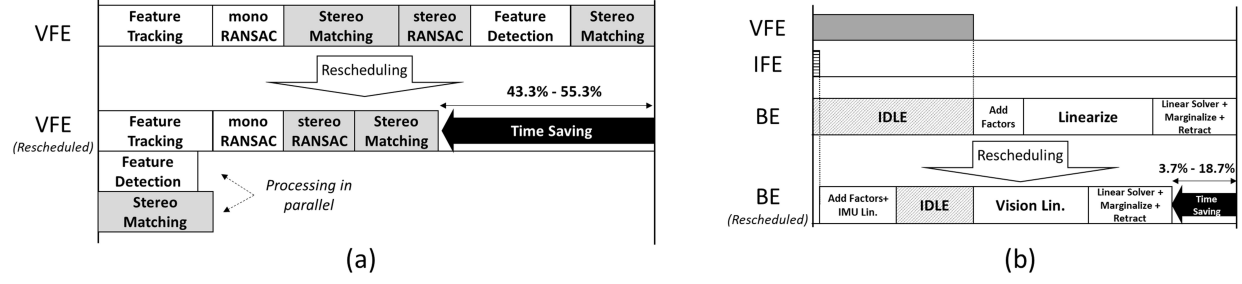 VFE
Feature
Tracking
mono
RANSAC
Stereo
Matching
stereo
RANSAC
Feature
Detection
Stereo
Matching
Rescheduling
43.3% - 55.3%
VFE
(Rescheduled)
Feature
Tracking
mono
RANSAC
stereo
RANSAC
Stereo
Matching
Time Saving
Feature
Detection
Stereo
Matching
Processing in
parallel
(a)
VFE
IFE
BE
IDLE
Add
Factors
Linearize
Linear Solver +
Marginalize +
Retract
Rescheduling
3.7% - 18.7%
BE
(Rescheduled)
Add Factors+
IMU Lin.
IDLE
Vision Lin.
Linear Solver +
Marginalize +
Retract
Time
Saving
(b)